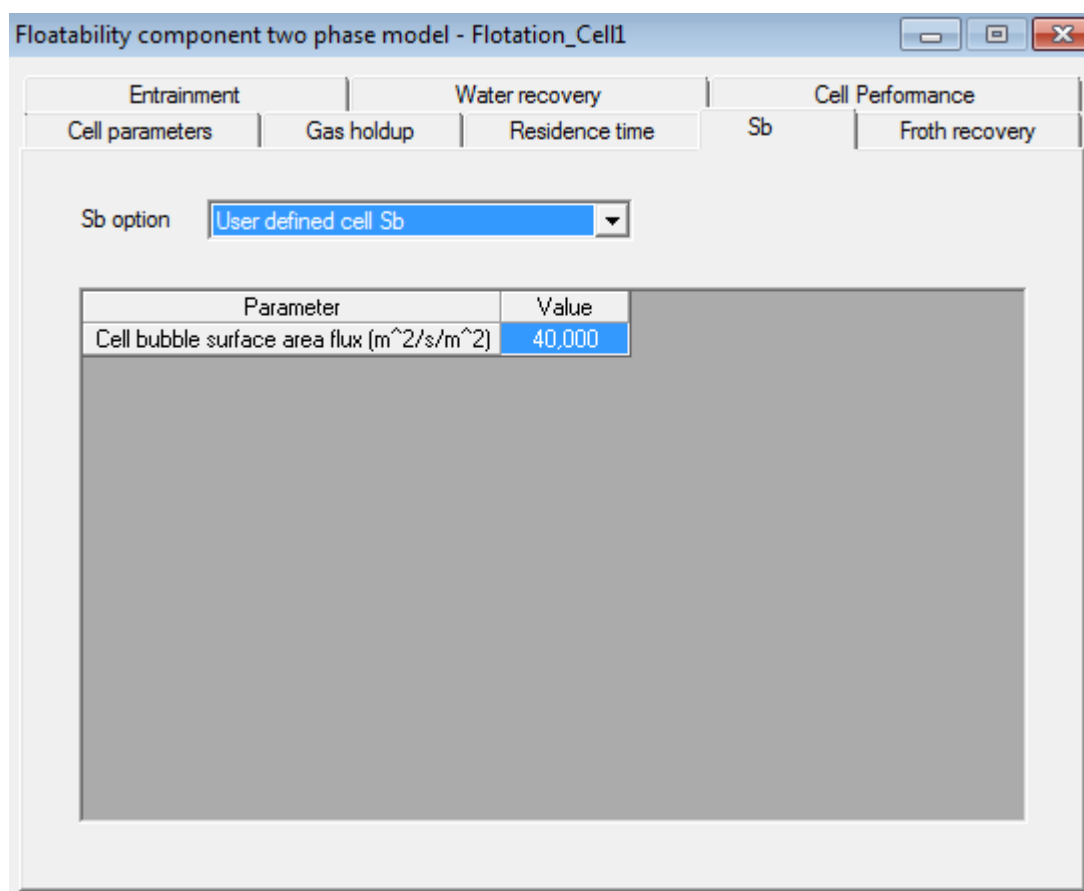 Floatability component two phase model - Flotation_Cell1
Entrainment Water recovery Cell Performance
Cell parameters Gas holdup Residence time Sb Froth recovery
Sb option User defined cell Sb
Parameter Value
Cell bubble surface area flux (m^2/s/m^2) 40,000